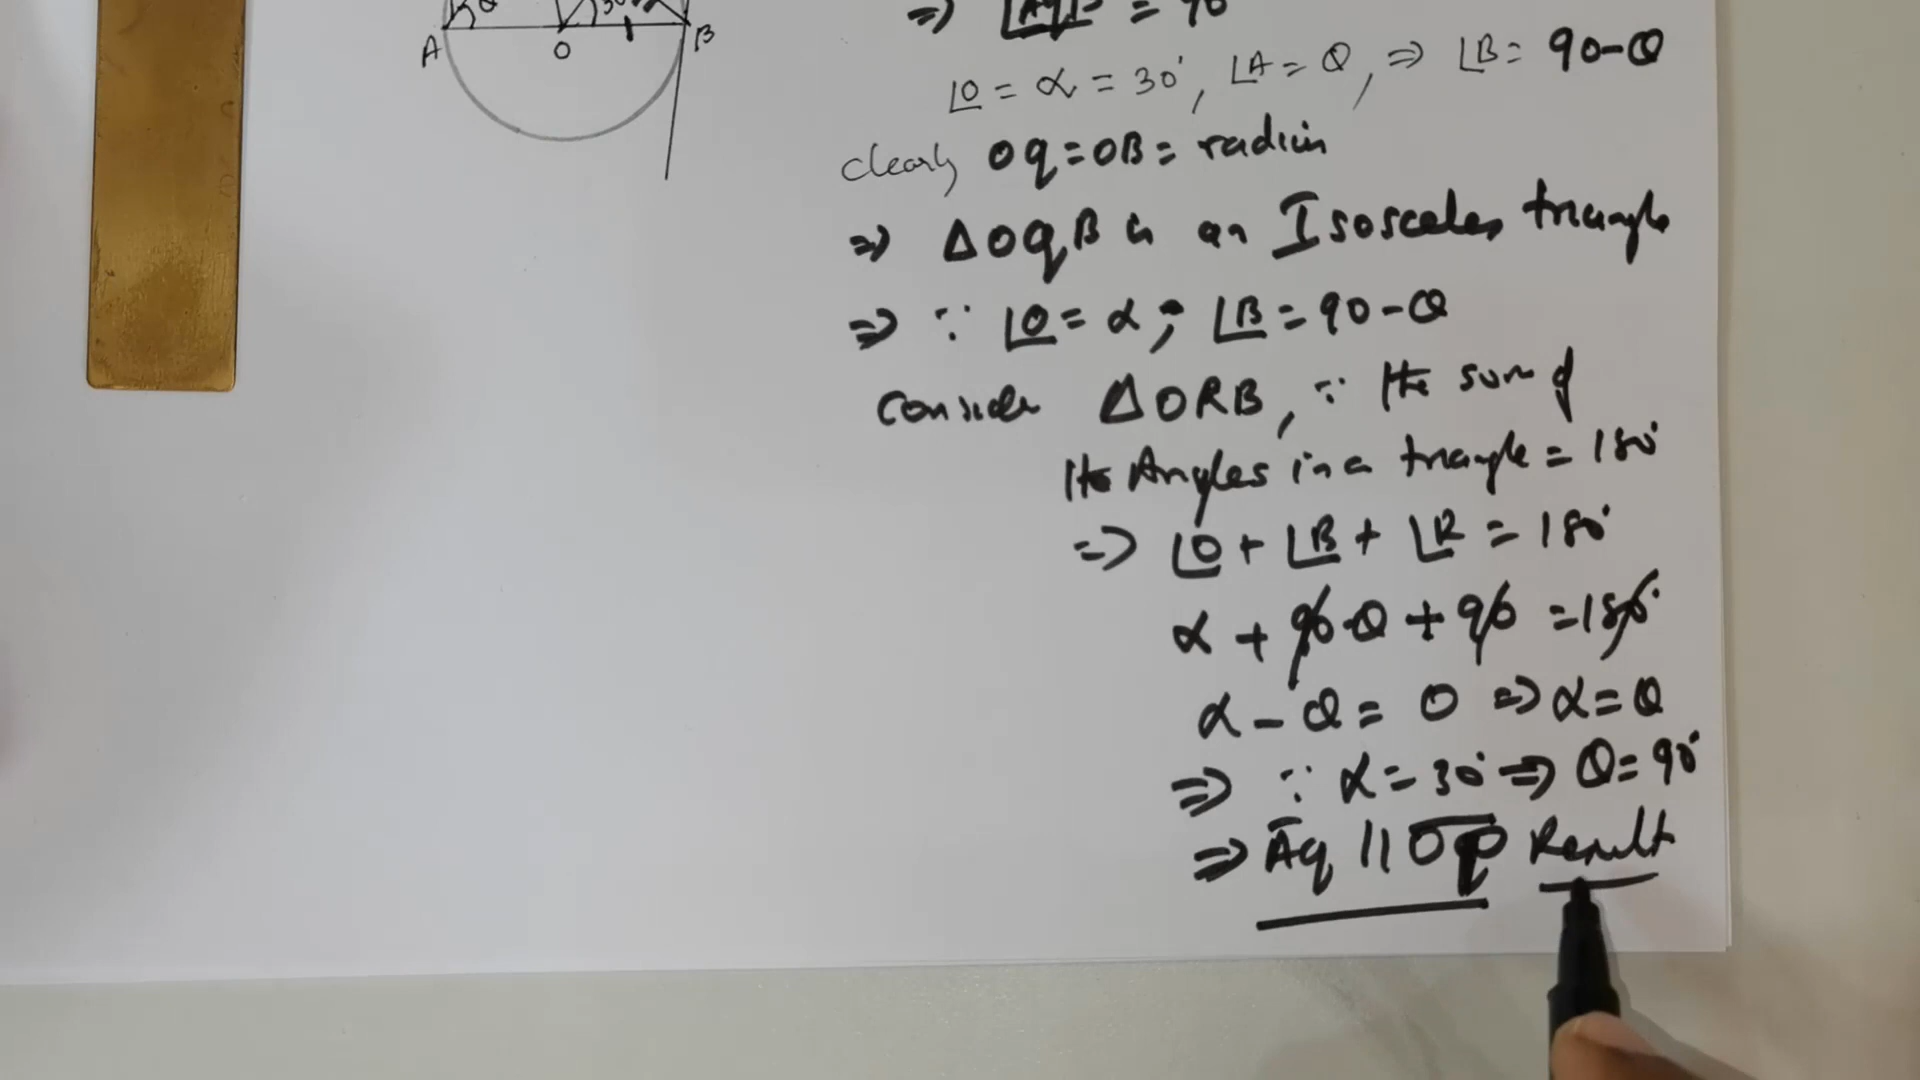 θ 30
A O B
=> ∠AqB = 90
∠O = α = 30°, ∠A = θ, => ∠B = 90-θ
clearly Oq = OB = radius
=> ΔOqB is an Isosceles triangle
=> ∵ ∠O = α ; ∠B = 90-θ
Consider ΔORB, ∵ the sum of
the Angles in a triangle = 180°
=> ∠O + ∠B + ∠R = 180°
α + 90-θ + 90 = 180°
α - θ = 0 => α = θ
=> ∵ α = 30° => θ = 90°
=> Aq || Op Result